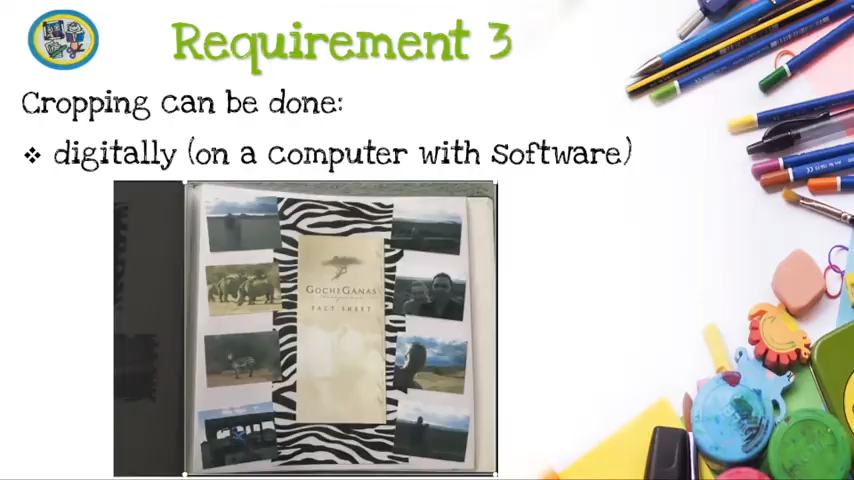 Requirement 3
Cropping can be done:
❖ digitally (on a computer with software)
GOCHEGANAS
FACT SHEET